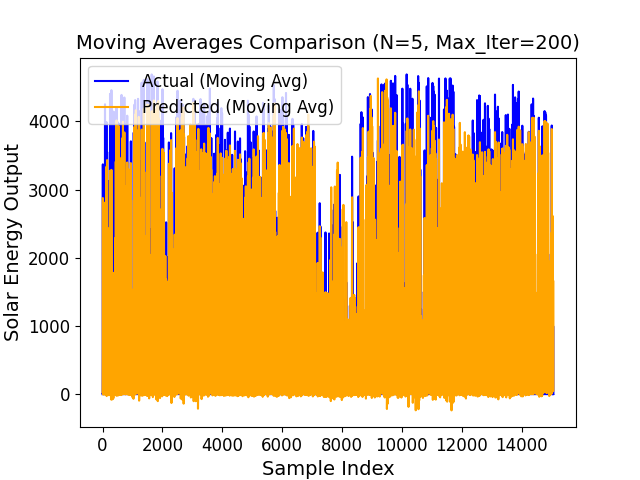 Moving Averages Comparison (N=5, Max_Iter=200)
Actual (Moving Avg)
Predicted (Moving Avg)
Solar Energy Output
4000
3000
2000
1000
0
0 2000 4000 6000 8000 10000 12000 14000
Sample Index